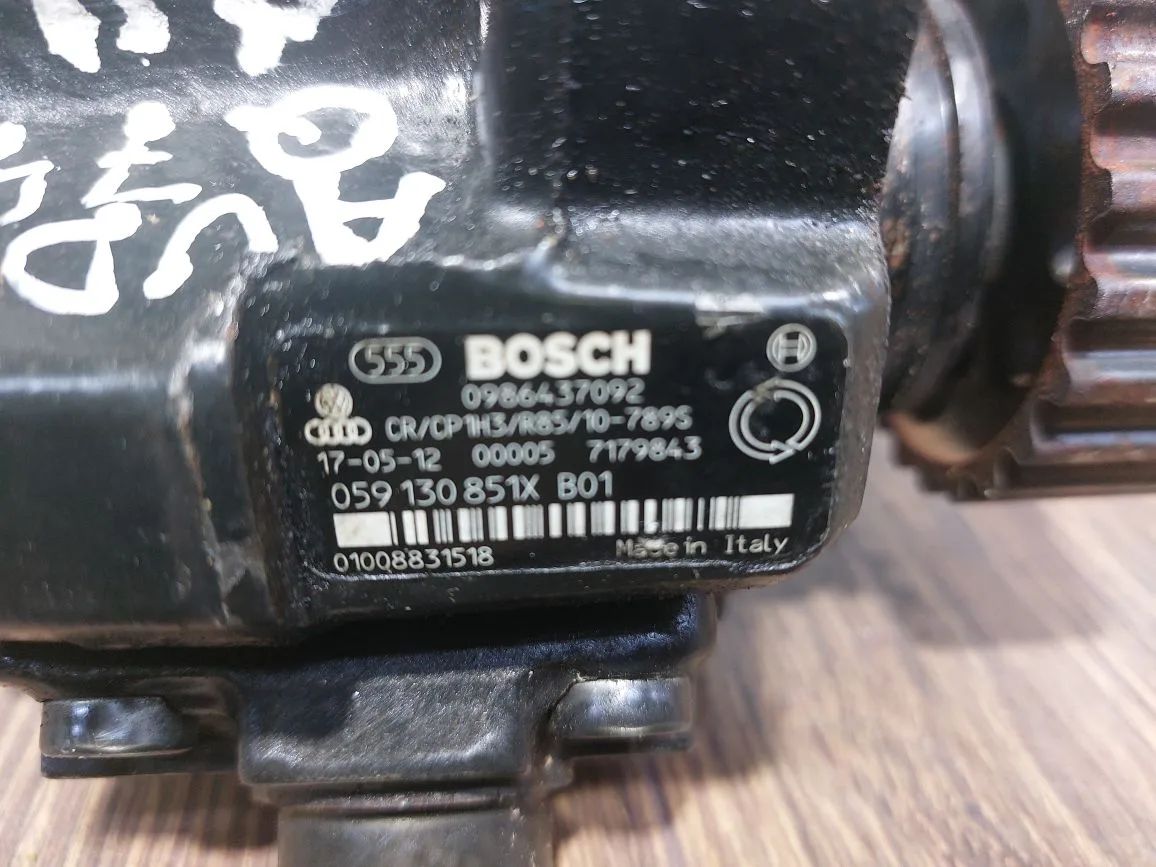 555 BOSCH
0986437092
CR/CP1H3/R85/10-789S
17-05-12 00005 7179843
059 130 851X B01
01008831518
Made in Italy